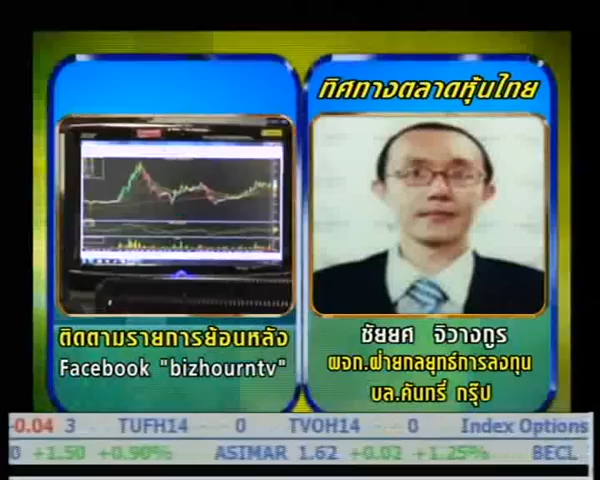 ทิศทางตลาดหุ้นไทย
ติดตามรายการย้อนหลัง
Facebook "bizhourntv"
ชัยยศ จิวางกูร
ผจก.ฝ่ายกลยุทธ์การลงทุน
บล.คันทรี่ กรุ๊ป
-0.04 3 TUFH14 0 TVOH14 0 Index Options
0 +1.50 +0.90% ASIMAR 1.62 +0.02 +1.25% BECL